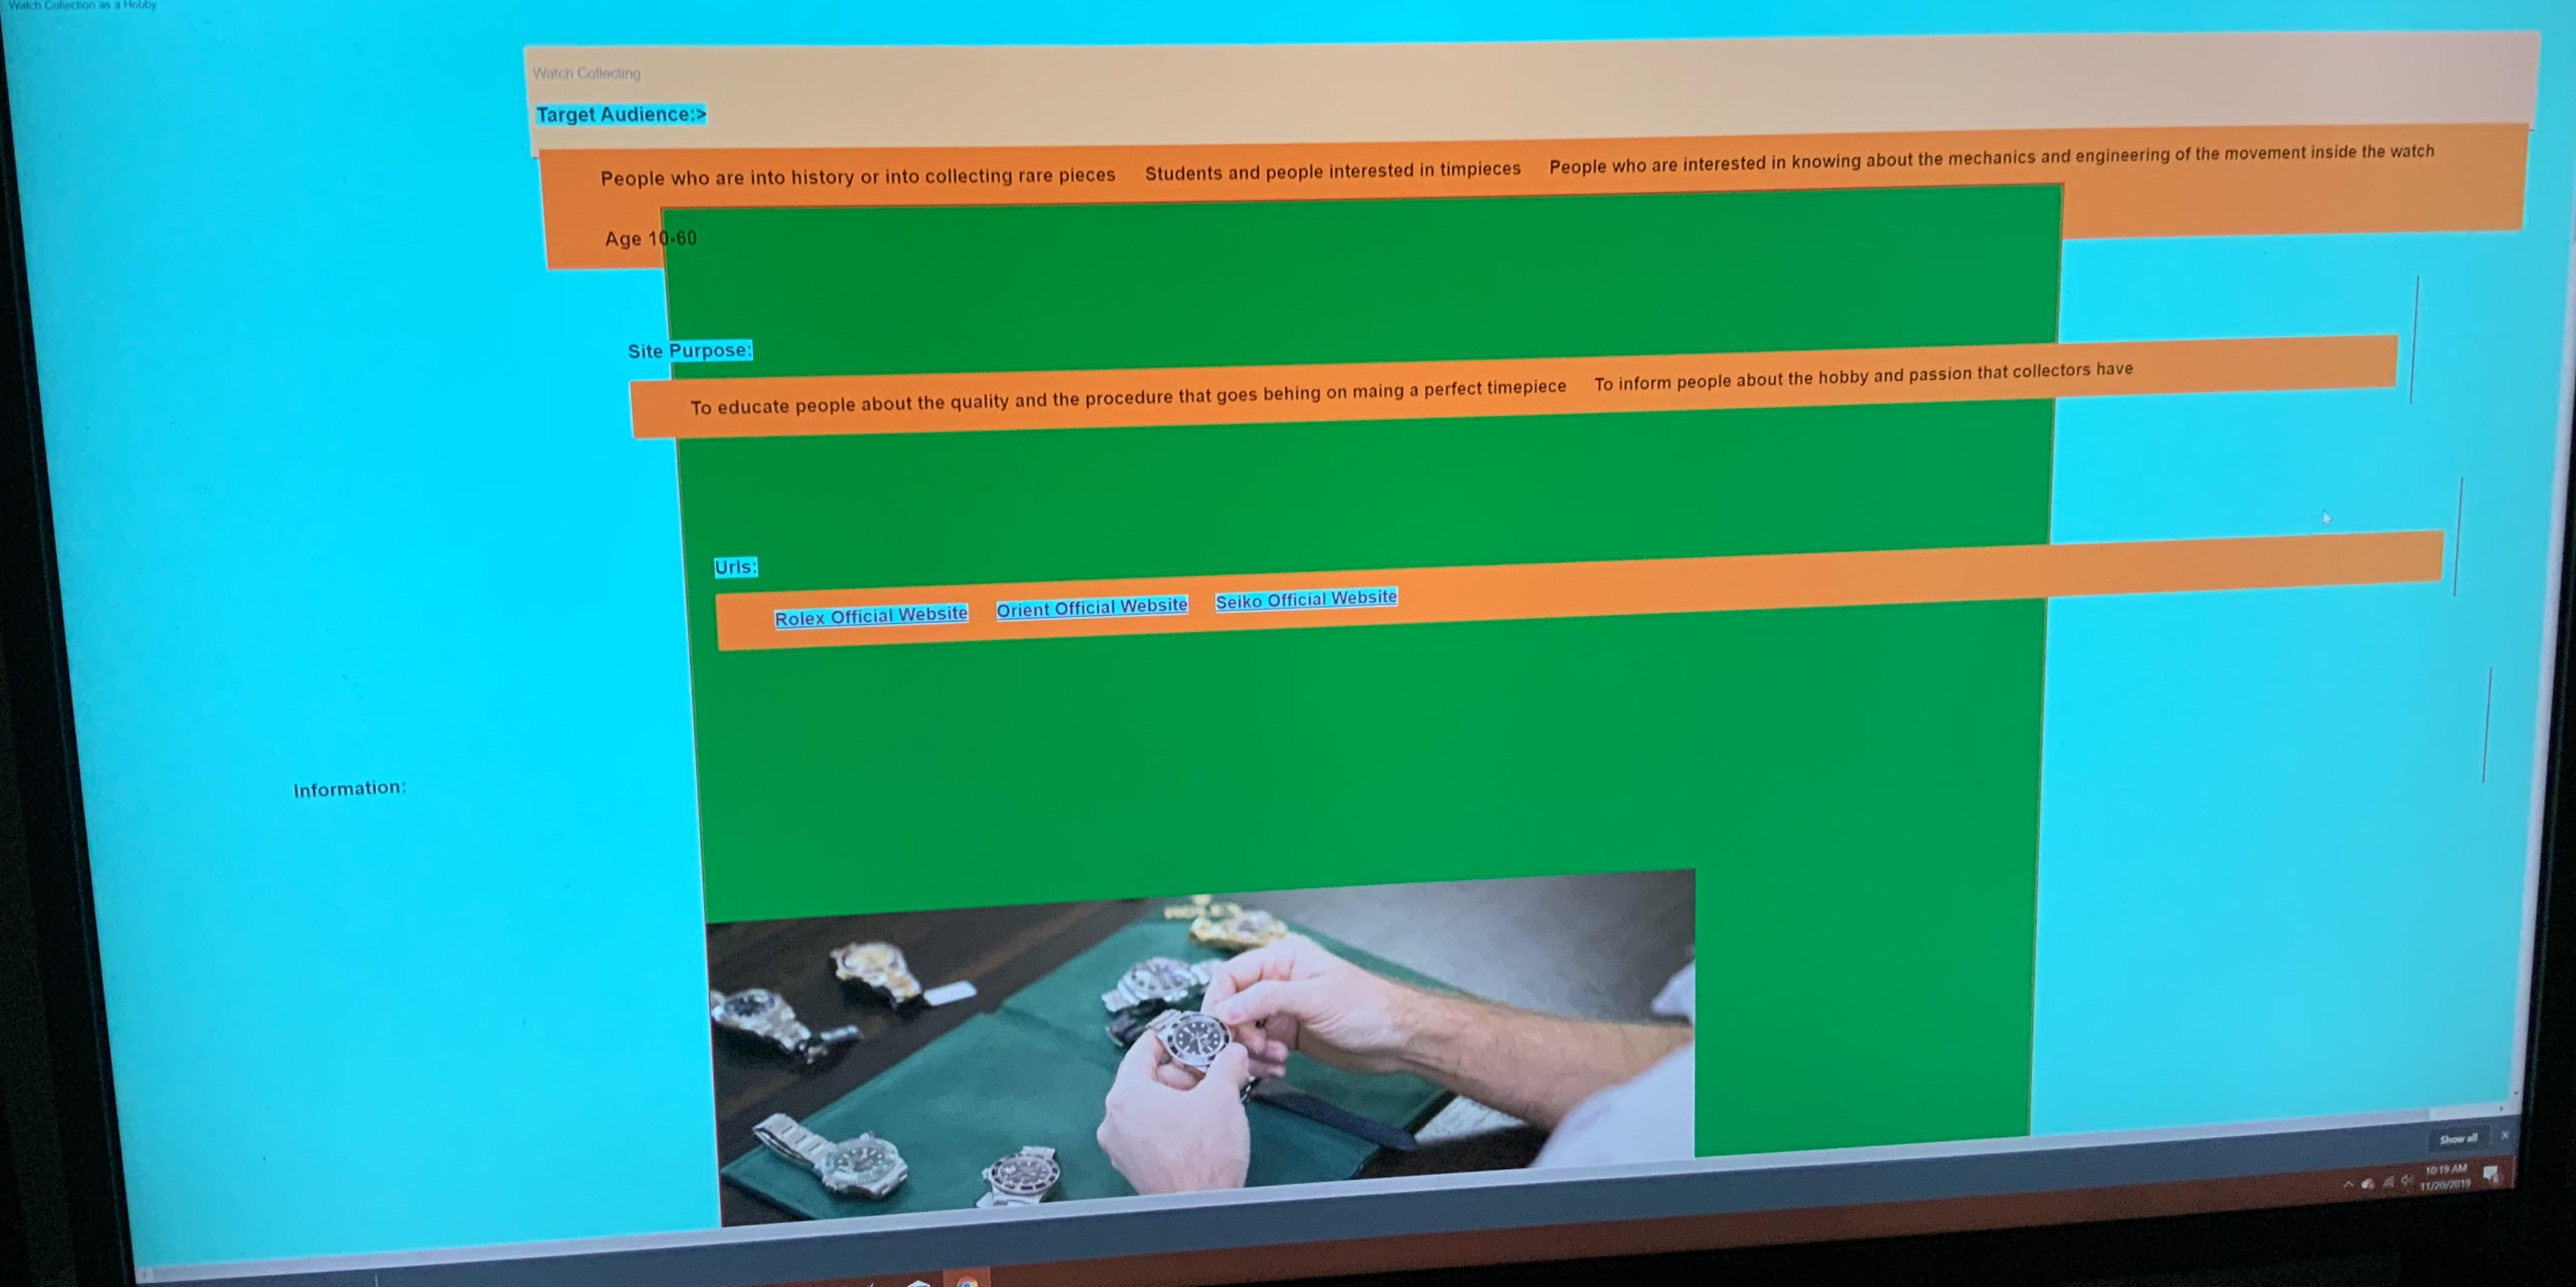 Watch Collection as a Hobby
Watch Collecting
Target Audience:>
People who are into history or into collecting rare pieces Students and people interested in timpieces People who are interested in knowing about the mechanics and engineering of the movement inside the watch
Age 10-60
Site Purpose:
To educate people about the quality and the procedure that goes behing on maing a perfect timepiece To inform people about the hobby and passion that collectors have
Urls:
Rolex Official Website Orient Official Website Seiko Official Website
Information:
ROLEX
Show all
10:19 AM
11/20/2019